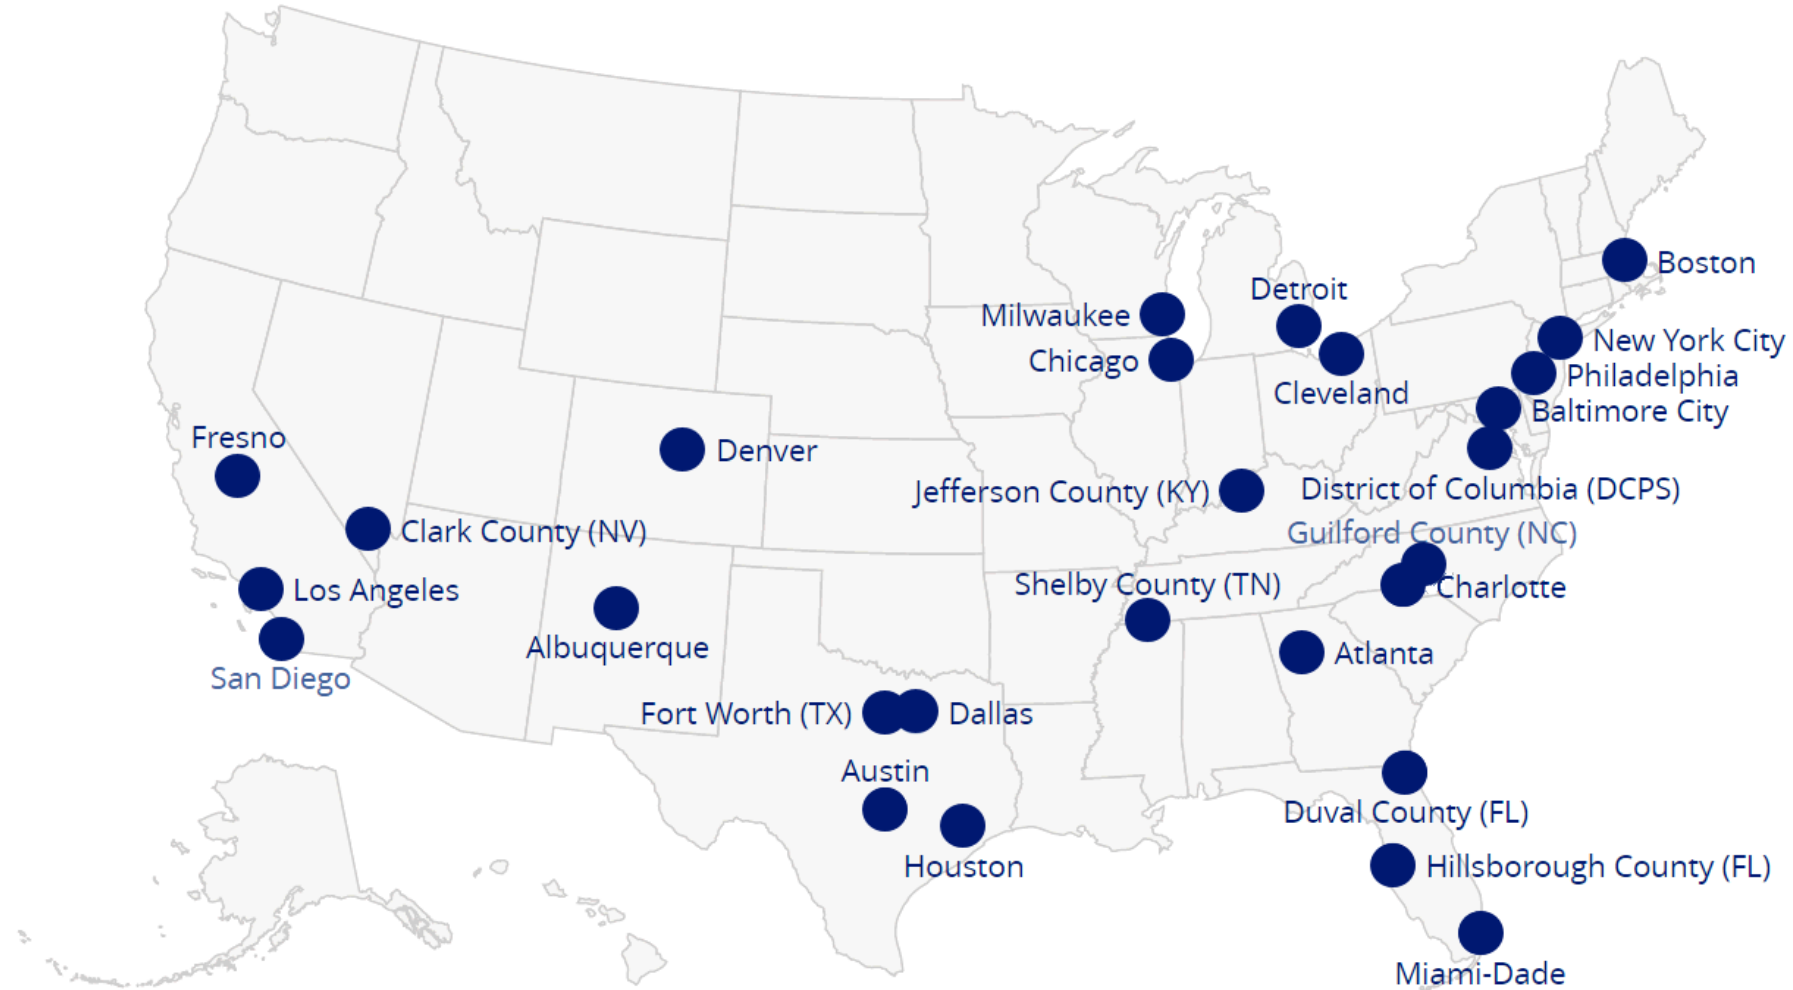 Boston
Detroit
Milwaukee
New York City
Chicago
Philadelphia
Cleveland
Baltimore City
Fresno
Denver
District of Columbia (DCPS)
Jefferson County (KY)
Clark County (NV)
Guilford County (NC)
Los Angeles
Shelby County (TN)
Charlotte
Albuquerque
Atlanta
San Diego
Fort Worth (TX)
Dallas
Austin
Duval County (FL)
Houston
Hillsborough County (FL)
Miami-Dade